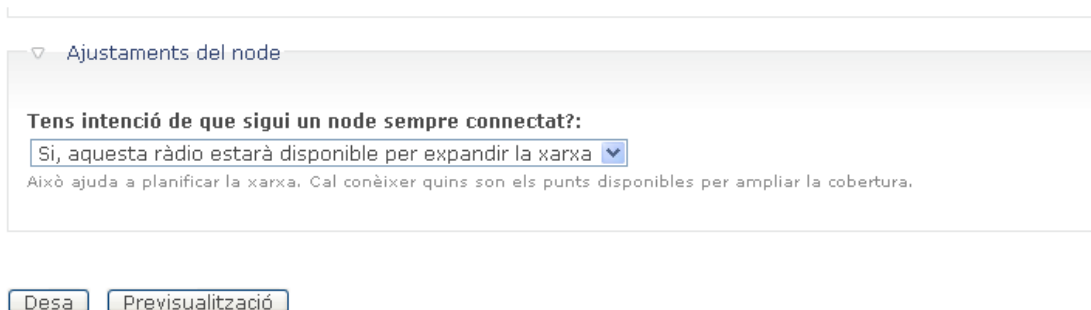 Ajustaments del node
Tens intenció de que sigui un node sempre connectat?:
Si, aquesta ràdio estarà disponible per expandir la xarxa
Això ajuda a planificar la xarxa. Cal conèixer quins son els punts disponibles per ampliar la cobertura.
Desa Previsualització